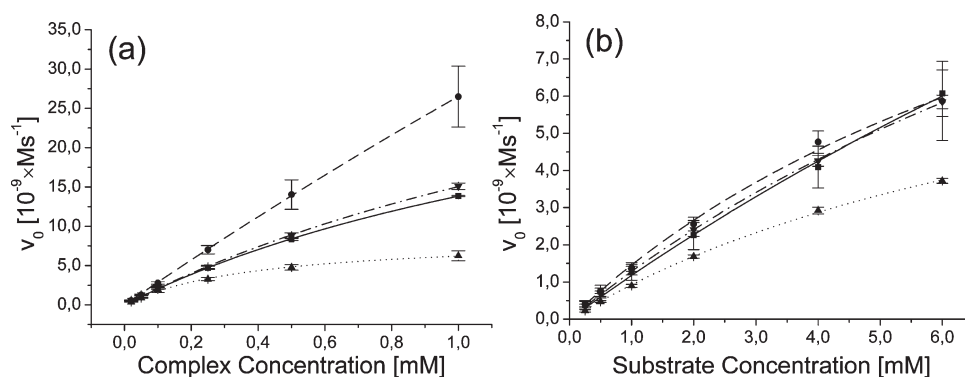 (a)
35,0
30,0
25,0
20,0
15,0
10,0
5,0
0,0
v₀ [10⁻⁹×Ms⁻¹]
0,0 0,2 0,4 0,6 0,8 1,0
Complex Concentration [mM]
(b)
8,0
7,0
6,0
5,0
4,0
3,0
2,0
1,0
0,0
v₀ [10⁻⁹×Ms⁻¹]
0,0 1,0 2,0 3,0 4,0 5,0 6,0
Substrate Concentration [mM]